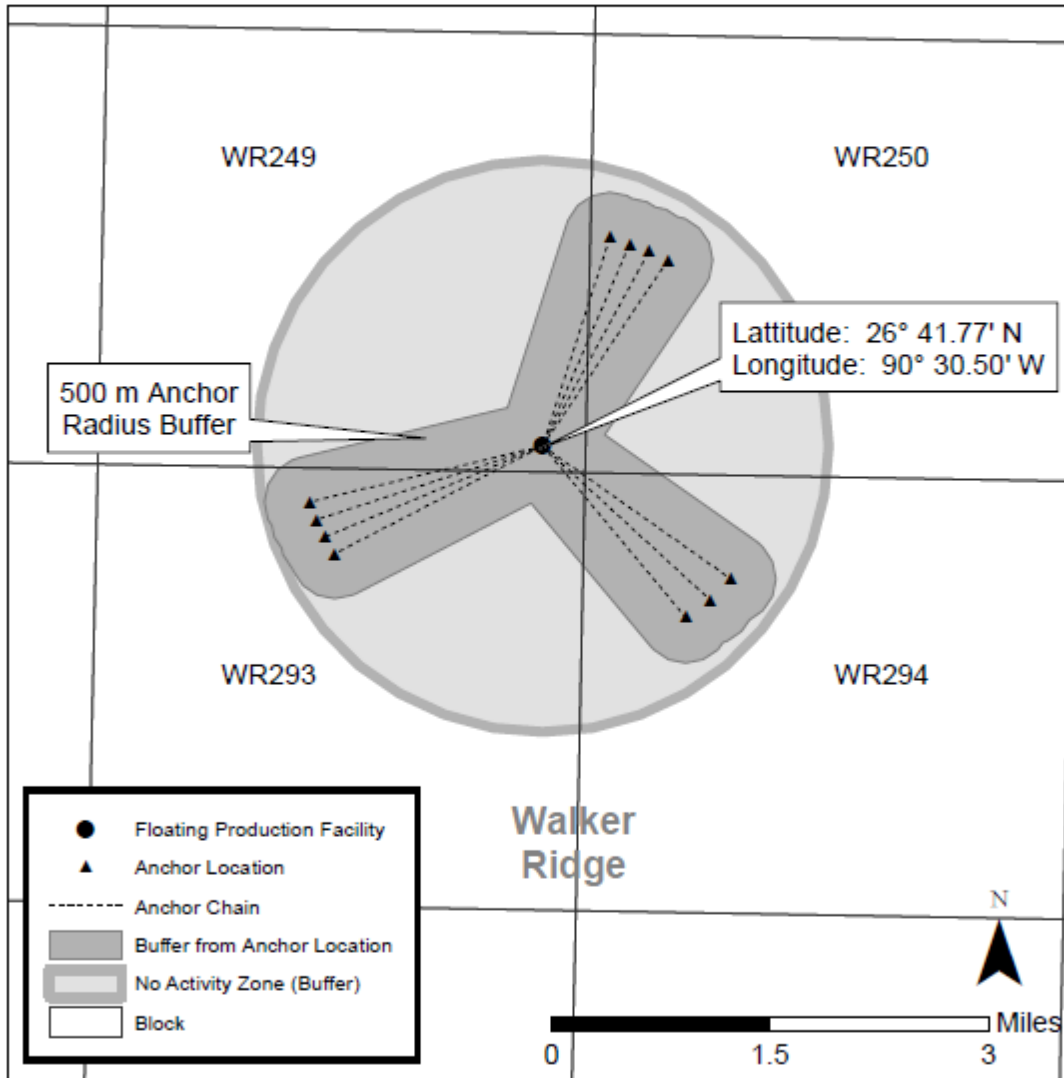 WR249
WR250
Lattitude: 26° 41.77' N
Longitude: 90° 30.50' W
500 m Anchor
Radius Buffer
WR293
WR294
Walker
Ridge
Floating Production Facility
Anchor Location
Anchor Chain
Buffer from Anchor Location
No Activity Zone (Buffer)
Block
N
Miles
0 1.5 3